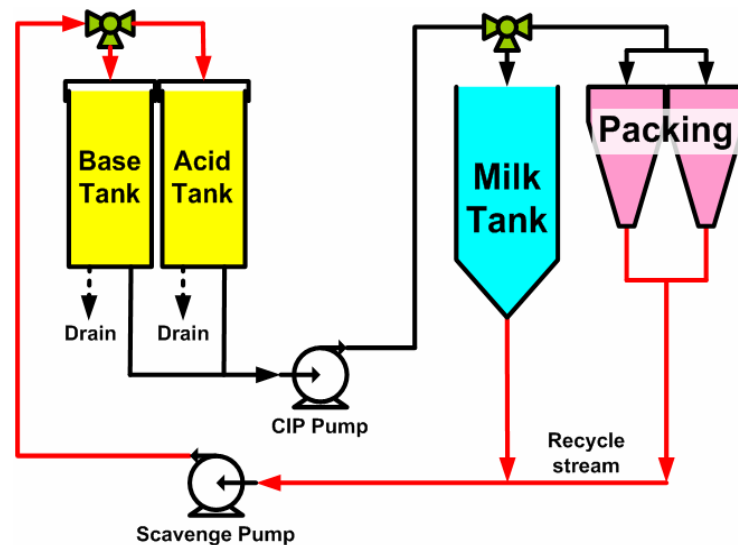 Base
Tank
Acid
Tank
Milk
Tank
Packing
Drain
Drain
CIP Pump
Recycle
stream
Scavenge Pump